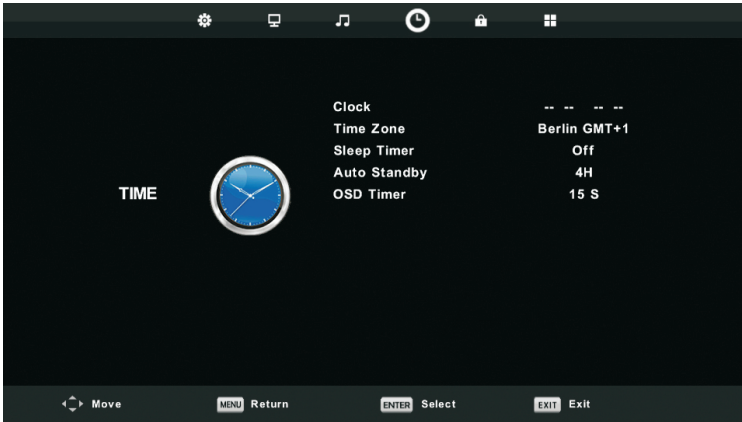 Clock -- -- -- --
Time Zone Berlin GMT+1
Sleep Timer Off
Auto Standby 4H
OSD Timer 15 S
TIME
Move MENU Return ENTER Select EXIT Exit